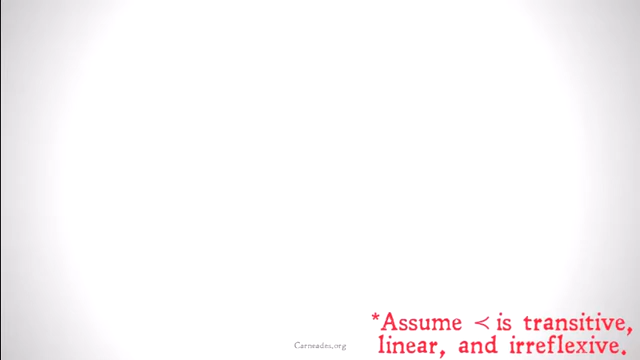 *Assume ≺ is transitive,
linear, and irreflexive.
Carneades.org